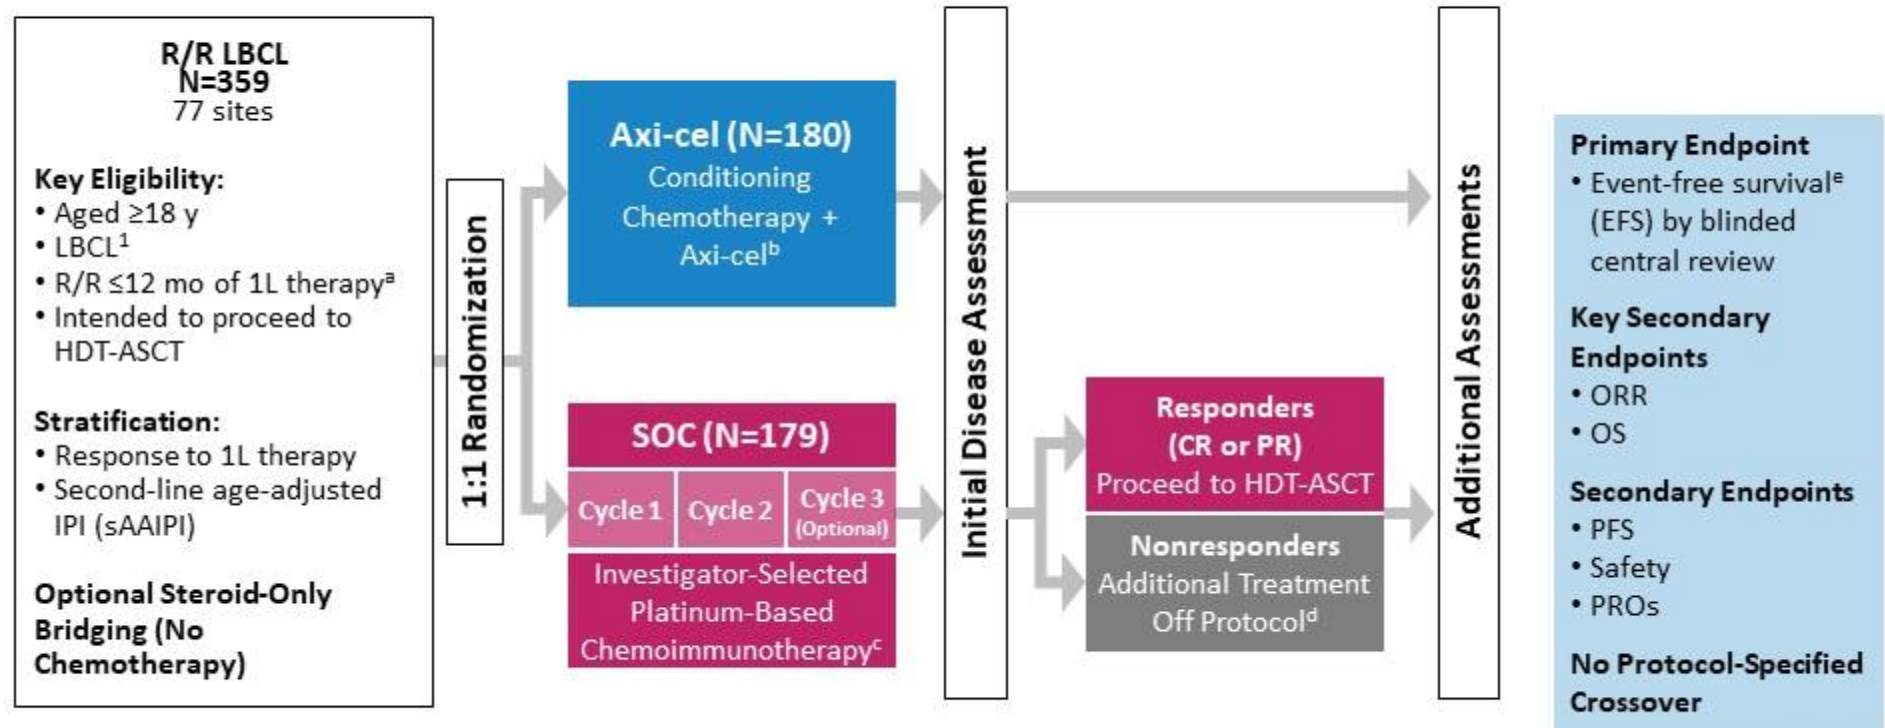 R/R LBCL
N=359
77 sites
Key Eligibility:
• Aged ≥18 y
• LBCL¹
• R/R ≤12 mo of 1L therapyᵃ
• Intended to proceed to
HDT-ASCT
Stratification:
• Response to 1L therapy
• Second-line age-adjusted
IPI (sAAIPI)
Optional Steroid-Only
Bridging (No
Chemotherapy)
1:1 Randomization
Axi-cel (N=180)
Conditioning
Chemotherapy +
Axi-celᵇ
SOC (N=179)
Cycle 1
Cycle 2
Cycle 3
(Optional)
Investigator-Selected
Platinum-Based
Chemoimmunotherapyᶜ
Initial Disease Assessment
Responders
(CR or PR)
Proceed to HDT-ASCT
Nonresponders
Additional Treatment
Off Protocolᵈ
Additional Assessments
Primary Endpoint
• Event-free survivalᵉ
(EFS) by blinded
central review
Key Secondary
Endpoints
• ORR
• OS
Secondary Endpoints
• PFS
• Safety
• PROs
No Protocol-Specified
Crossover